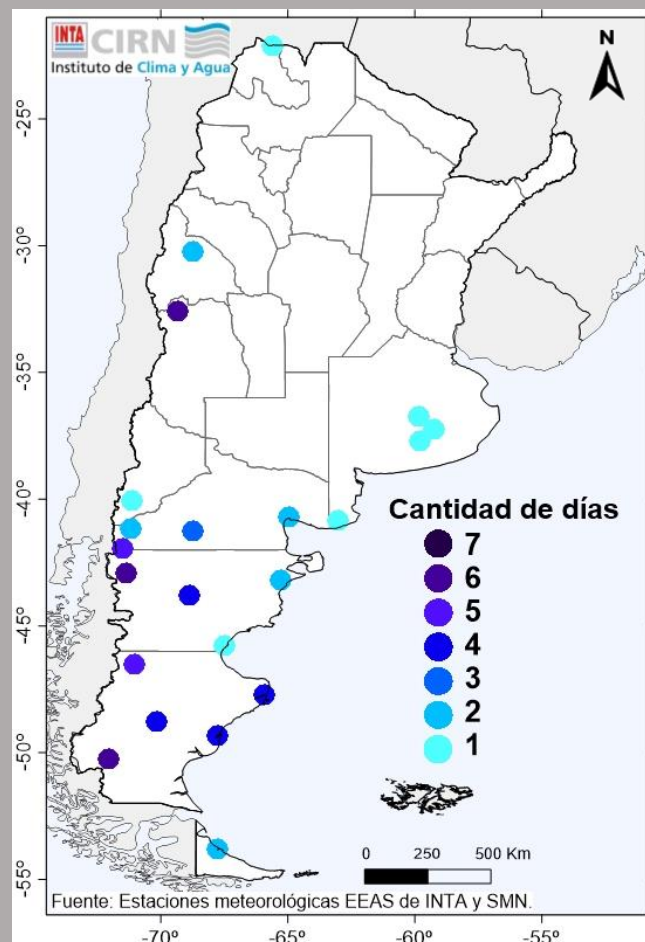 INTA CIRN
Instituto de Clima y Agua
N
-25°
-30°
-35°
-40°
-45°
-50°
-55°
Cantidad de días
7
6
5
4
3
2
1
0 250 500 Km
Fuente: Estaciones meteorológicas EEAS de INTA y SMN.
-70° -65° -60° -55°